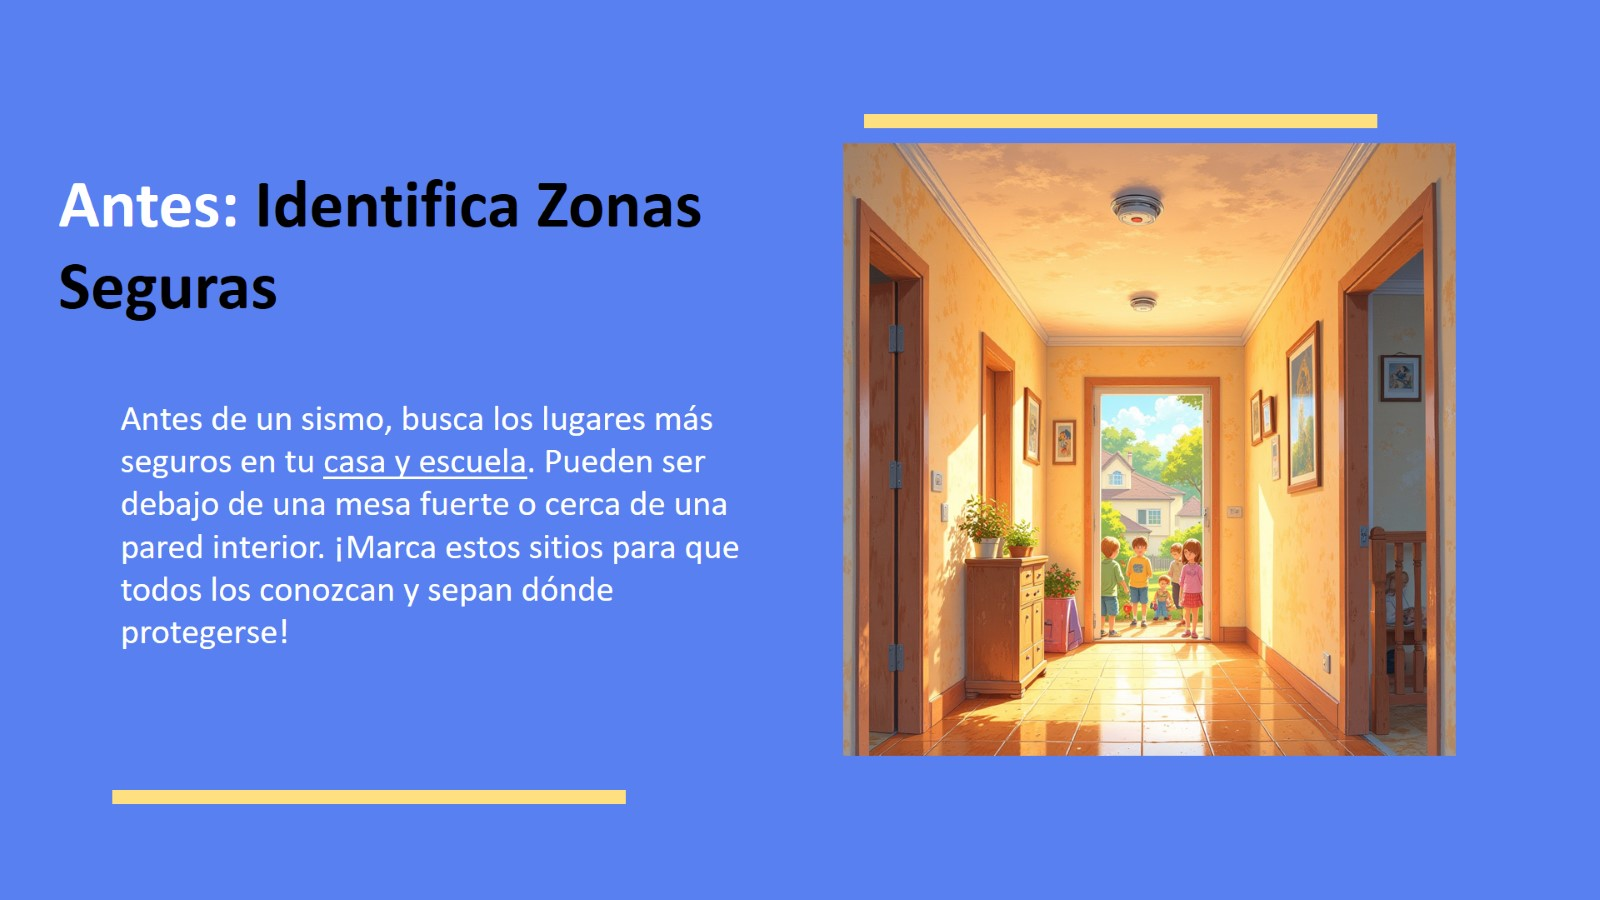 Antes: Identifica Zonas
Seguras
Antes de un sismo, busca los lugares más
seguros en tu casa y escuela. Pueden ser
debajo de una mesa fuerte o cerca de una
pared interior. ¡Marca estos sitios para que
todos los conozcan y sepan dónde
protegerse!